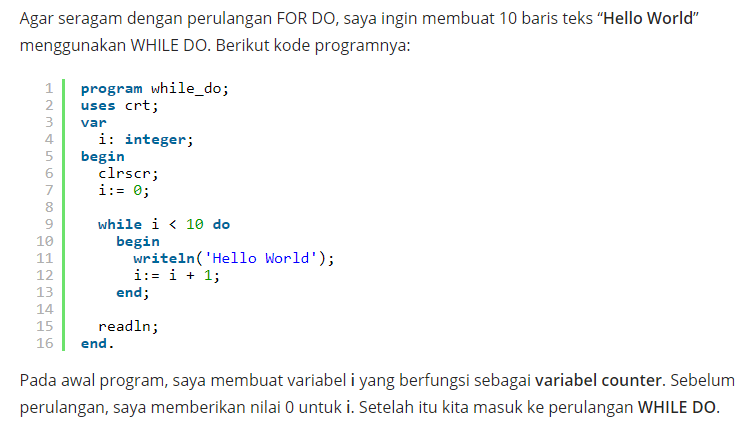 Agar seragam dengan perulangan FOR DO, saya ingin membuat 10 baris teks “Hello World”
menggunakan WHILE DO. Berikut kode programnya:
1 program while_do;
2 uses crt;
3 var
4   i: integer;
5 begin
6   clrscr;
7   i:= 0;
8
9   while i < 10 do
10     begin
11       writeln('Hello World');
12       i:= i + 1;
13     end;
14
15   readln;
16 end.
Pada awal program, saya membuat variabel i yang berfungsi sebagai variabel counter. Sebelum
perulangan, saya memberikan nilai 0 untuk i. Setelah itu kita masuk ke perulangan WHILE DO.